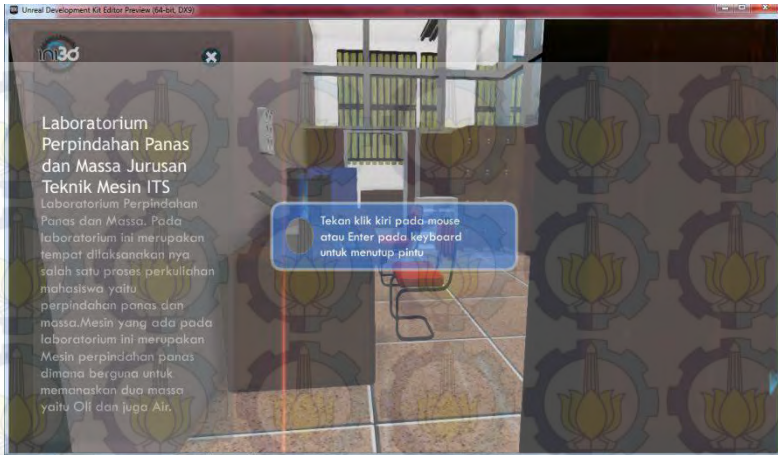 Unreal Development Kit Editor Preview (64-bit, DX9)
ini3d
Laboratorium
Perpindahan Panas
dan Massa Jurusan
Teknik Mesin ITS
Laboratorium Perpindahan
Panas dan Massa. Pada
laboratorium ini merupakan
tempat dilaksanakan nya
salah satu proses perkuliahan
mahasiswa yaitu
perpindahan panas dan
massa.Mesin yang ada pada
laboratorium ini merupakan
Mesin perpindahan panas
dimana berguna untuk
memanaskan dua massa
yaitu Oli dan juga Air.
Tekan klik kiri pada mouse
atau Enter pada keyboard
untuk menutup pintu